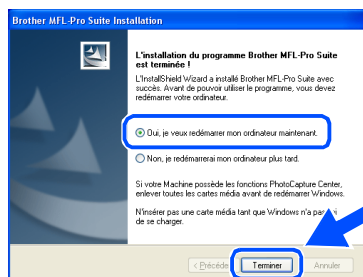 Brother MFL-Pro Suite Installation
L'installation du programme Brother MFL-Pro Suite
est terminée !
L'InstallShield Wizard a installé Brother MFL-Pro Suite avec
succès. Avant de pouvoir utiliser le programme, vous devez
redémarrer votre ordinateur.
Oui, je veux redémarrer mon ordinateur maintenant.
Non, je redémarrerai mon ordinateur plus tard.
Si votre Machine possède les fonctions PhotoCapture Center,
enlever toutes les cartes média avant de redémarrer Windows.
N'insérer pas une carte média tant que Windows n'a
de se charger.
Terminer
Annuler